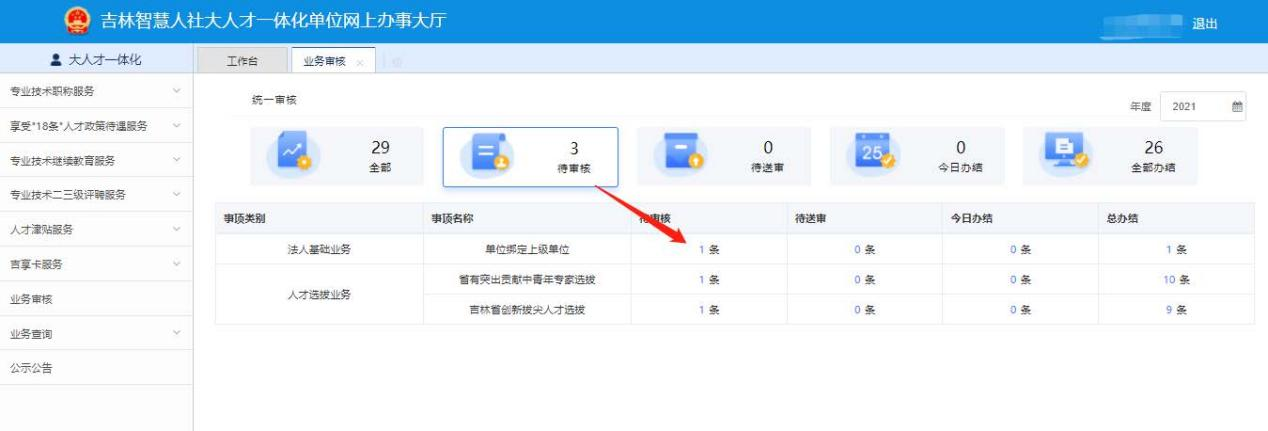 吉林智慧人社大人才一体化单位网上办事大厅
退出
大人才一体化
工作台
业务审核
专业技术职称服务
享受"18条"人才政策待遇服务
专业技术继续教育服务
专业技术二三级评聘服务
人才津贴服务
吉享卡服务
业务审核
业务查询
公示公告
统一审核
年度 2021
29
全部
3
待审核
0
待送审
25
0
今日办结
26
全部办结
事项类别 事项名称 待审核 待送审 今日办结 总办结
法人基础业务 单位绑定上级单位 1 条 0 条 0 条 1 条
人才选拔业务 省有突出贡献中青年专家选拔 1 条 0 条 0 条 10 条
吉林省创新拔尖人才选拔 1 条 0 条 0 条 9 条